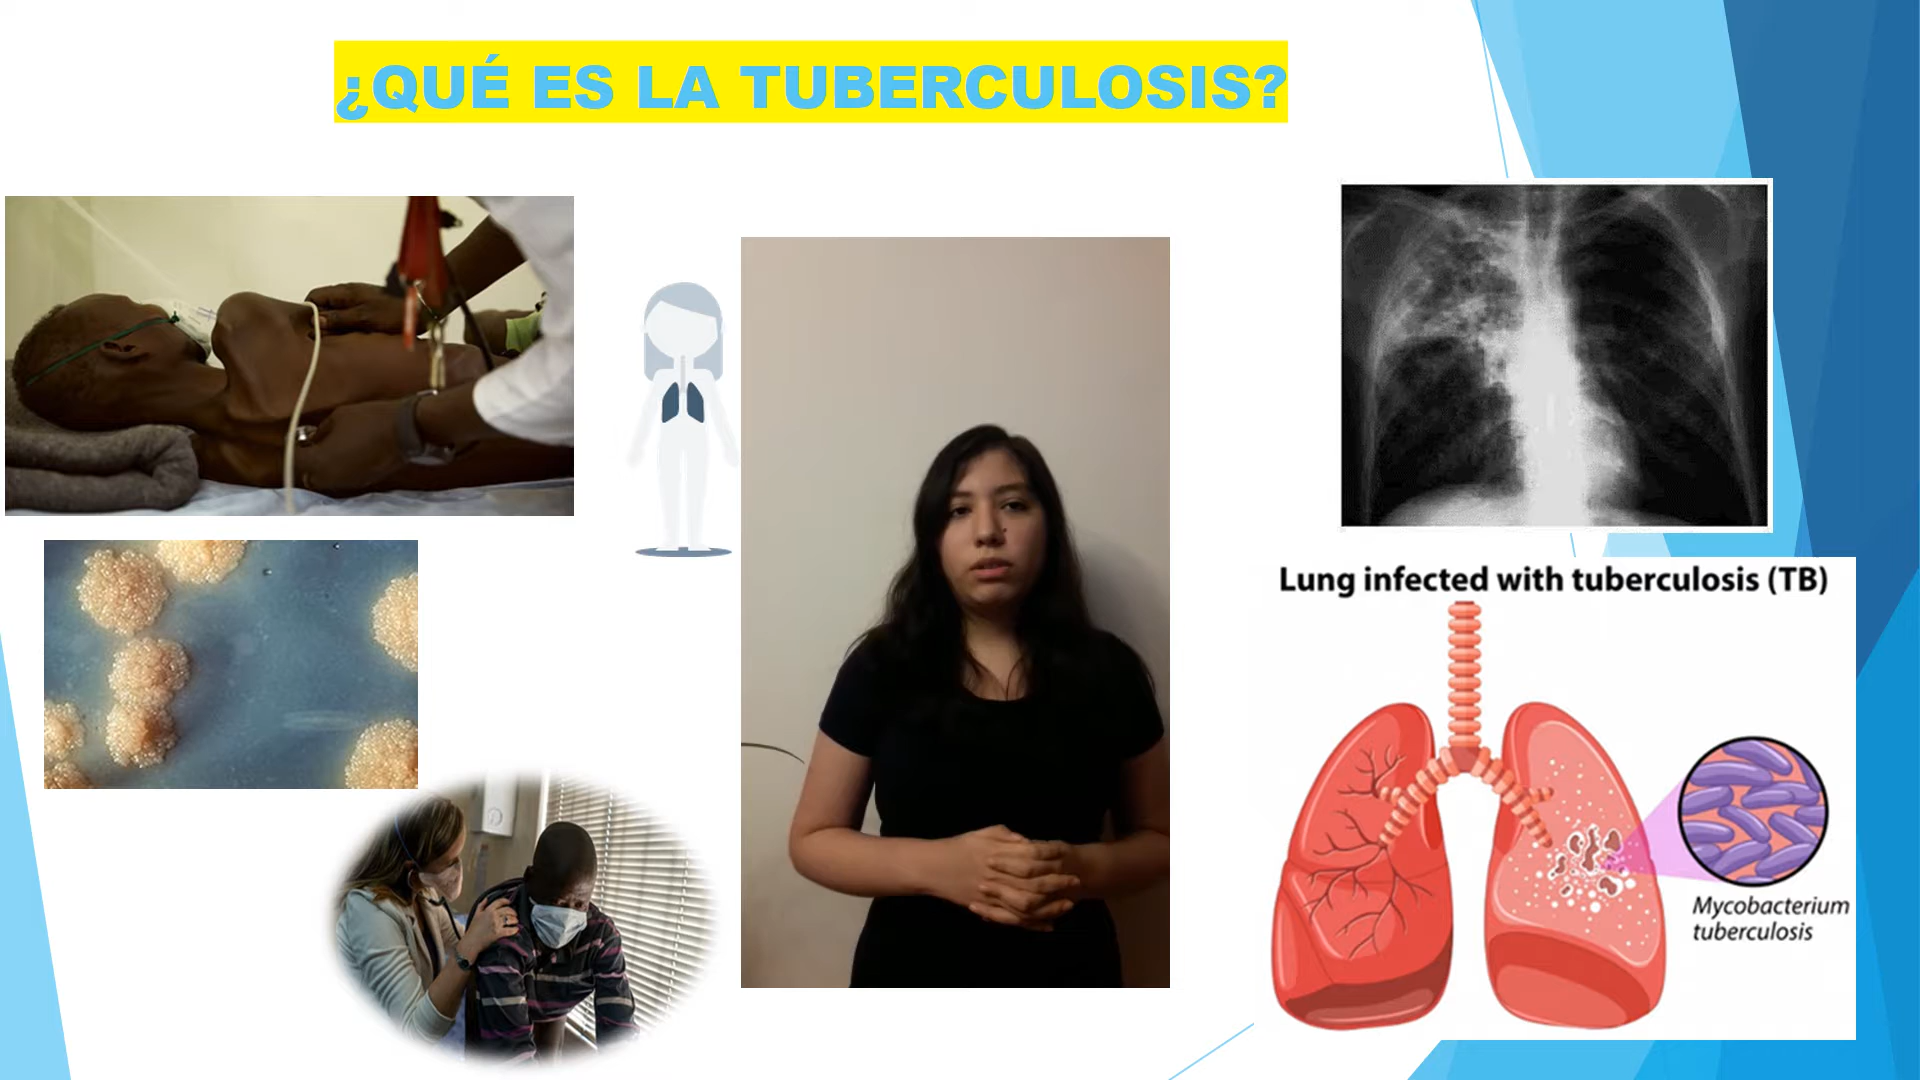 ¿QUÉ ES LA TUBERCULOSIS?
Lung infected with tuberculosis (TB)
Mycobacterium
tuberculosis